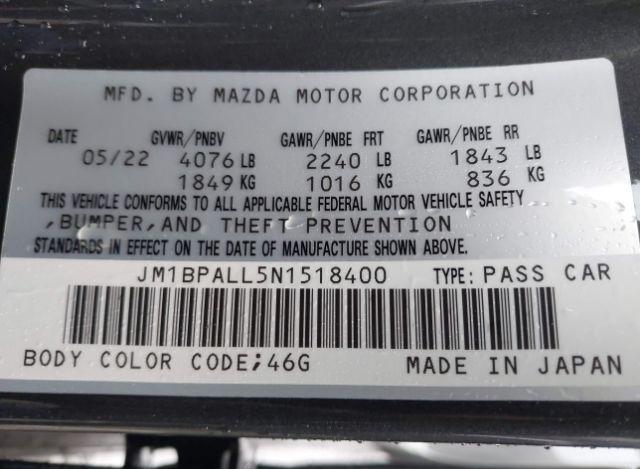 MFD. BY MAZDA MOTOR CORPORATION
DATE GVWR/PNBV GAWR/PNBE FRT GAWR/PNBE RR
05/22 4076 LB 2240 LB 1843 LB
1849 KG 1016 KG 836 KG
THIS VEHICLE CONFORMS TO ALL APPLICABLE FEDERAL MOTOR VEHICLE SAFETY
,BUMPER,AND THEFT PREVENTION
STANDARDS IN EFFECT ON THE DATE OF MANUFACTURE SHOWN ABOVE.
JM1BPALL5N1518400 TYPE: PASS CAR
BODY COLOR CODE;46G MADE IN JAPAN